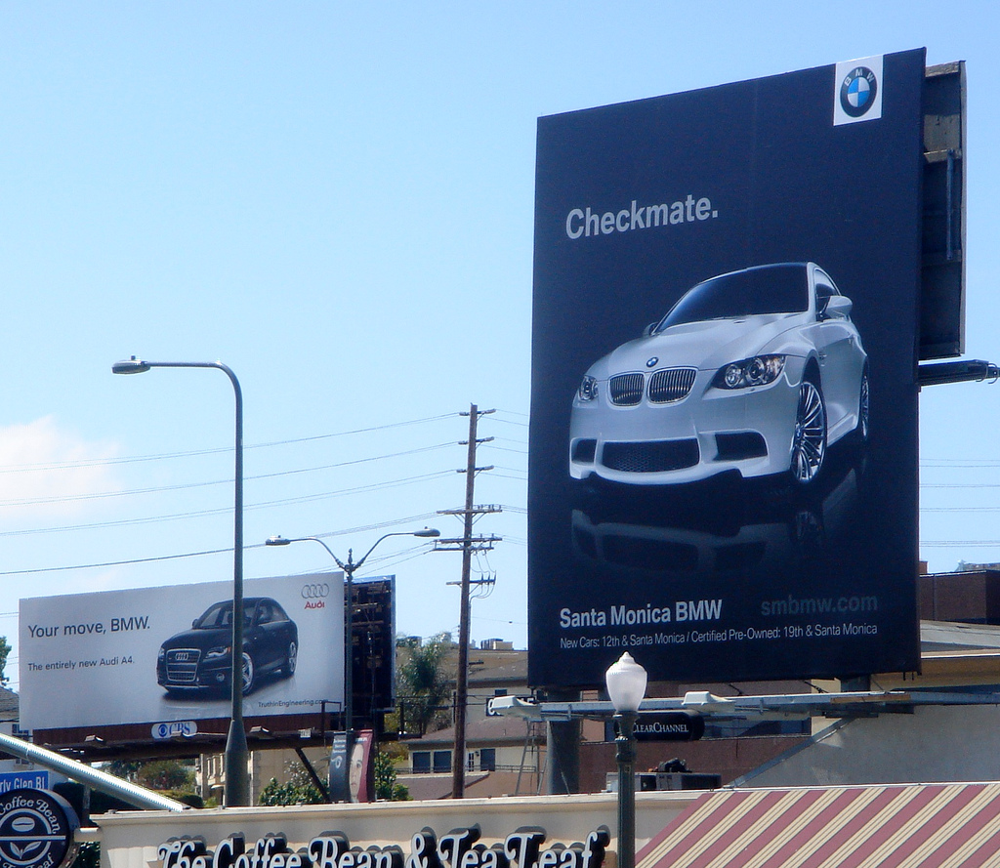 BMW
Checkmate.
Santa Monica BMW smbmw.com
New Cars: 12th & Santa Monica / Certified Pre-Owned: 19th & Santa Monica
CLEARCHANNEL
Audi
Your move, BMW.
The entirely new Audi A4.
TruthinEngineering.com
CBS
rly Glen Bl
Coffee Bean
Leaf
The Coffee Bean & Tea Leaf